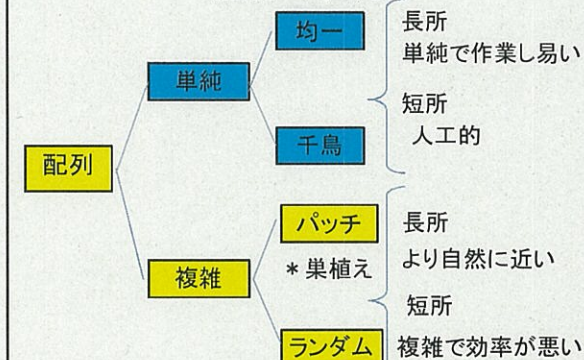 配列
単純
均一
千鳥
長所
単純で作業し易い
短所
人工的
複雑
パッチ
*巣植え
ランダム
長所
より自然に近い
短所
複雑で効率が悪い